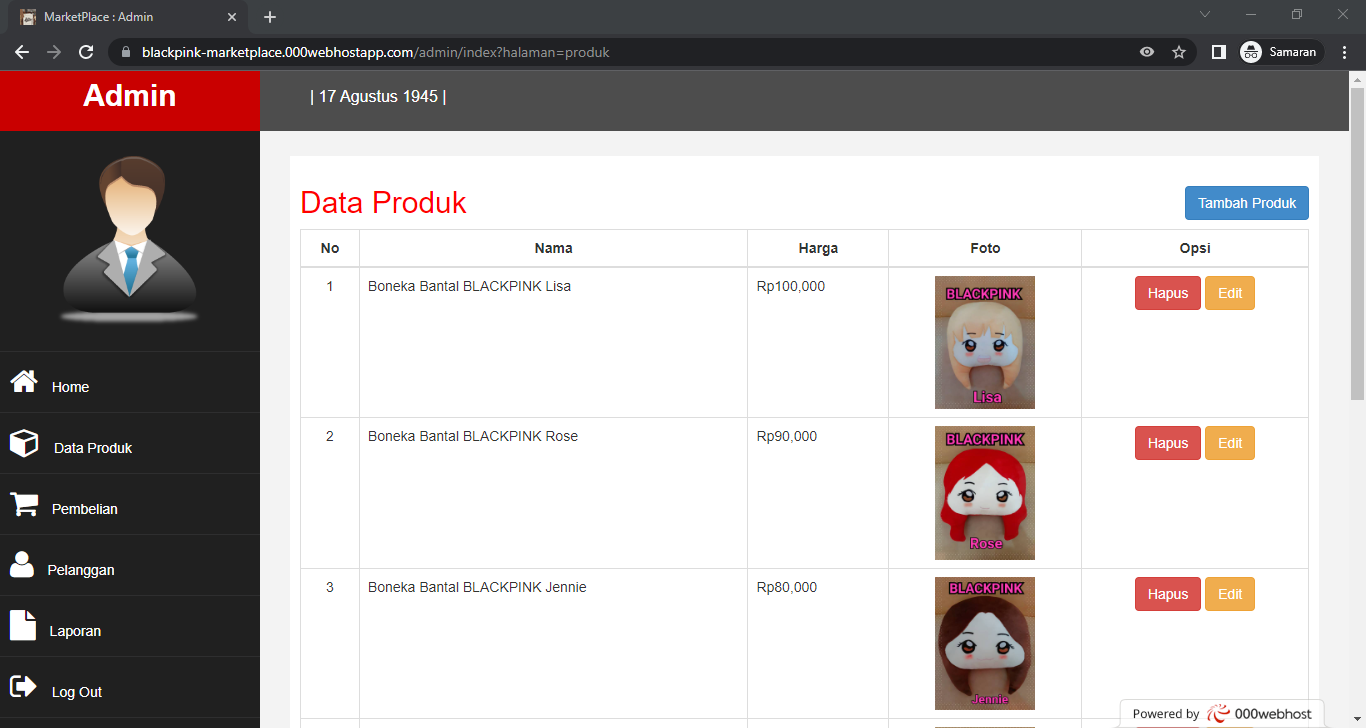 MarketPlace : Admin
blackpink-marketplace.000webhostapp.com/admin/index?halaman=produk
Samaran
Admin
| 17 Agustus 1945 |
Home
Data Produk
Pembelian
Pelanggan
Laporan
Log Out
Data Produk
Tambah Produk
No Nama Harga Foto Opsi
1 Boneka Bantal BLACKPINK Lisa Rp100,000 Hapus Edit
BLACKPINK
Lisa
2 Boneka Bantal BLACKPINK Rose Rp90,000 Hapus Edit
BLACKPINK
Rose
3 Boneka Bantal BLACKPINK Jennie Rp80,000 Hapus Edit
BLACKPINK
Jennie
Powered by 000webhost